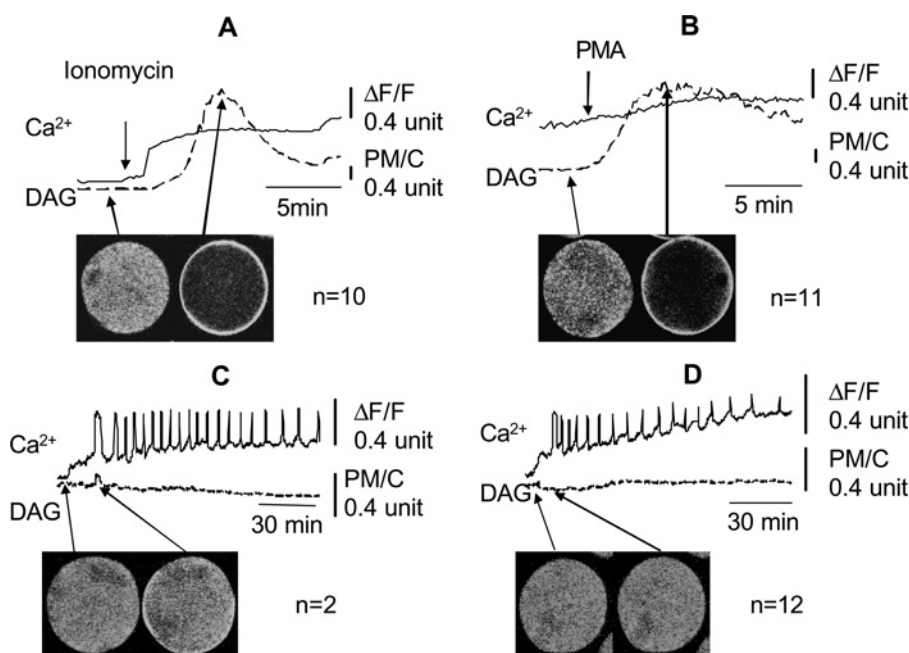 A
Ionomycin
ΔF/F
0.4 unit
Ca2+
PM/C
0.4 unit
DAG
5min
n=10
B
PMA
ΔF/F
0.4 unit
Ca2+
PM/C
0.4 unit
DAG
5 min
n=11
C
Ca2+
ΔF/F
0.4 unit
PM/C
0.4 unit
DAG
30 min
n=2
D
Ca2+
ΔF/F
0.4 unit
PM/C
0.4 unit
DAG
30 min
n=12